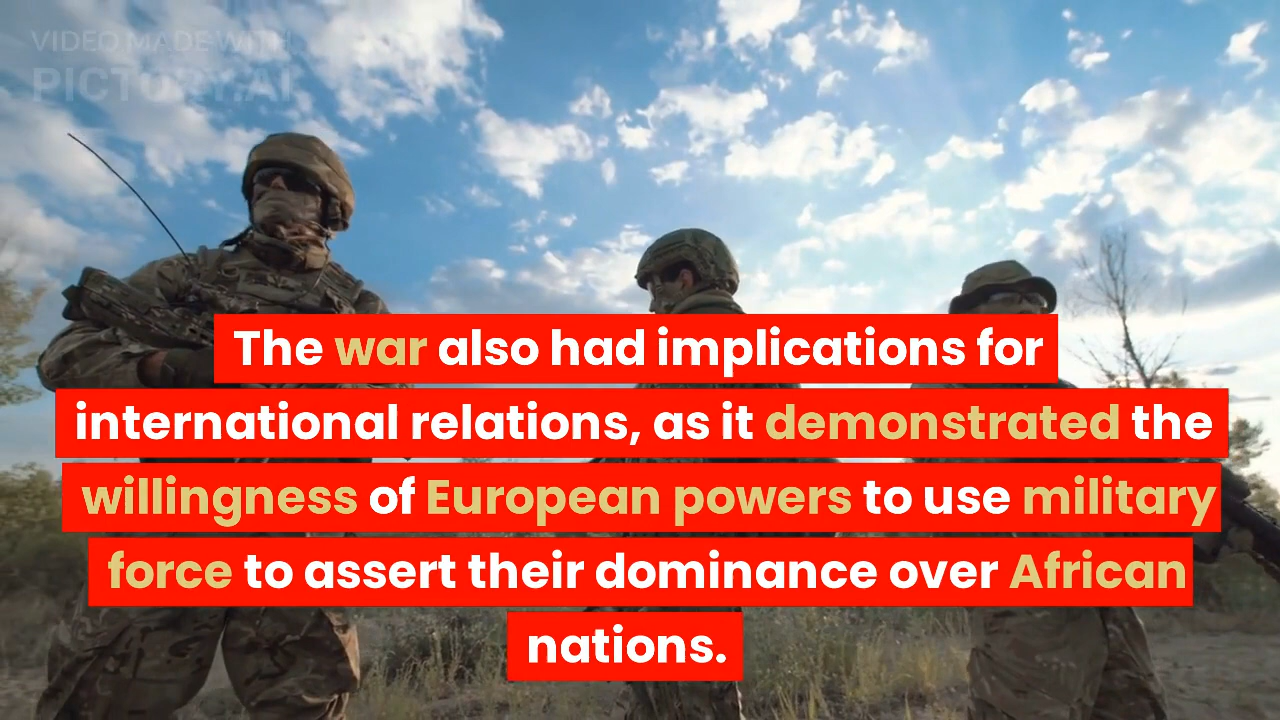 VIDEO MADE WITH
PICTORY.AI
The war also had implications for
international relations, as it demonstrated the
willingness of European powers to use military
force to assert their dominance over African
nations.